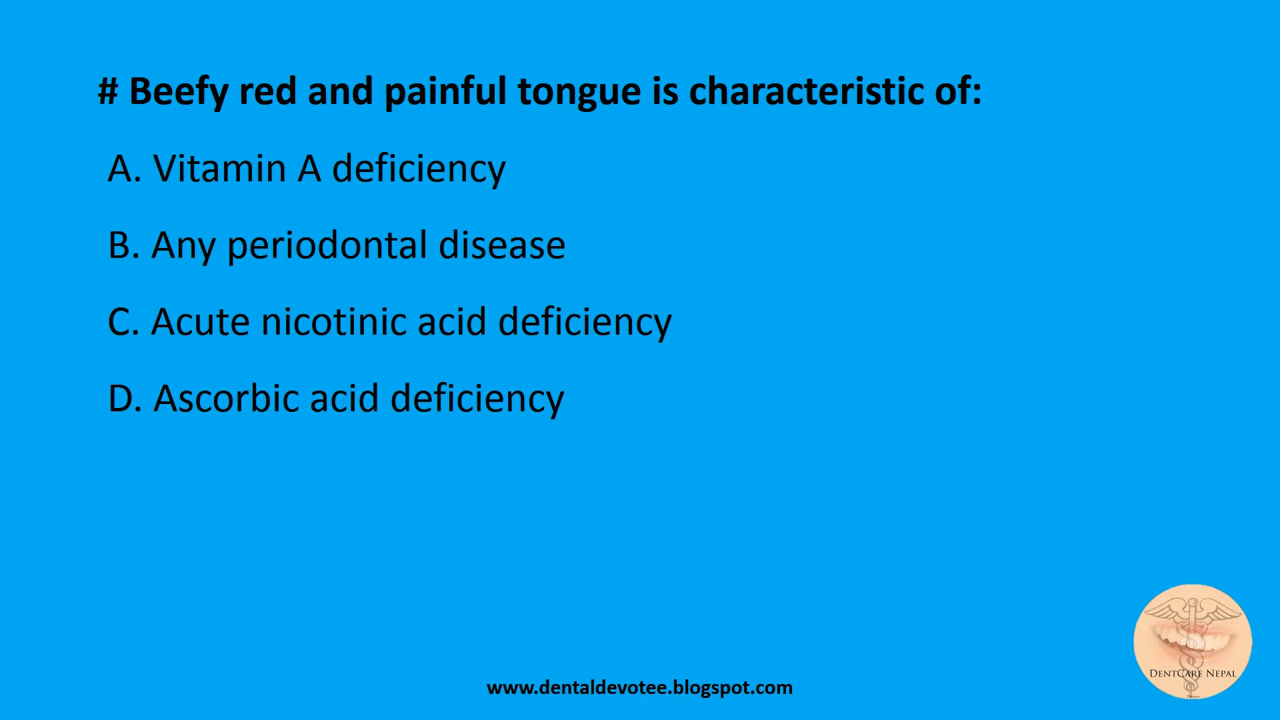 # Beefy red and painful tongue is characteristic of:
A. Vitamin A deficiency
B. Any periodontal disease
C. Acute nicotinic acid deficiency
D. Ascorbic acid deficiency
DENTCARE NEPAL
www.dentaldevotee.blogspot.com